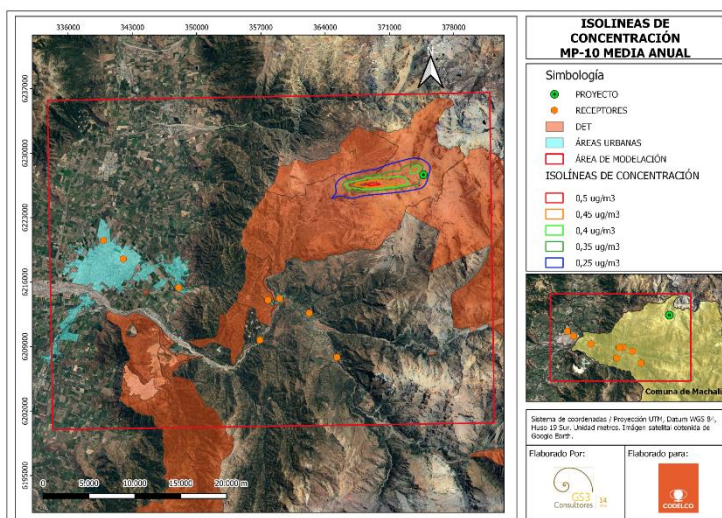 336000 343000 350000 357000 364000 371000 378000
6237000
6230000
6223000
6216000
6209000
6202000
6195000
0 5.000 10.000 15.000 20.000 m
ISOLINEAS DE
CONCENTRACIÓN
MP-10 MEDIA ANUAL
Simbología
PROYECTO
RECEPTORES
DET
ÁREAS URBANAS
ÁREA DE MODELACIÓN
ISOLÍNEAS DE CONCENTRACIÓN
0,5 ug/m3
0,45 ug/m3
0,4 ug/m3
0,35 ug/m3
0,25 ug/m3
Comuna de Machalí
Sistema de coordenadas / Proyección UTM, Datum WGS 84,
Huso 19 Sur. Unidad metros. Imágen satelital obtenida de
Google Earth.
Elaborado Por:
Elaborado para:
GS3
Consultores
14
CODELCO